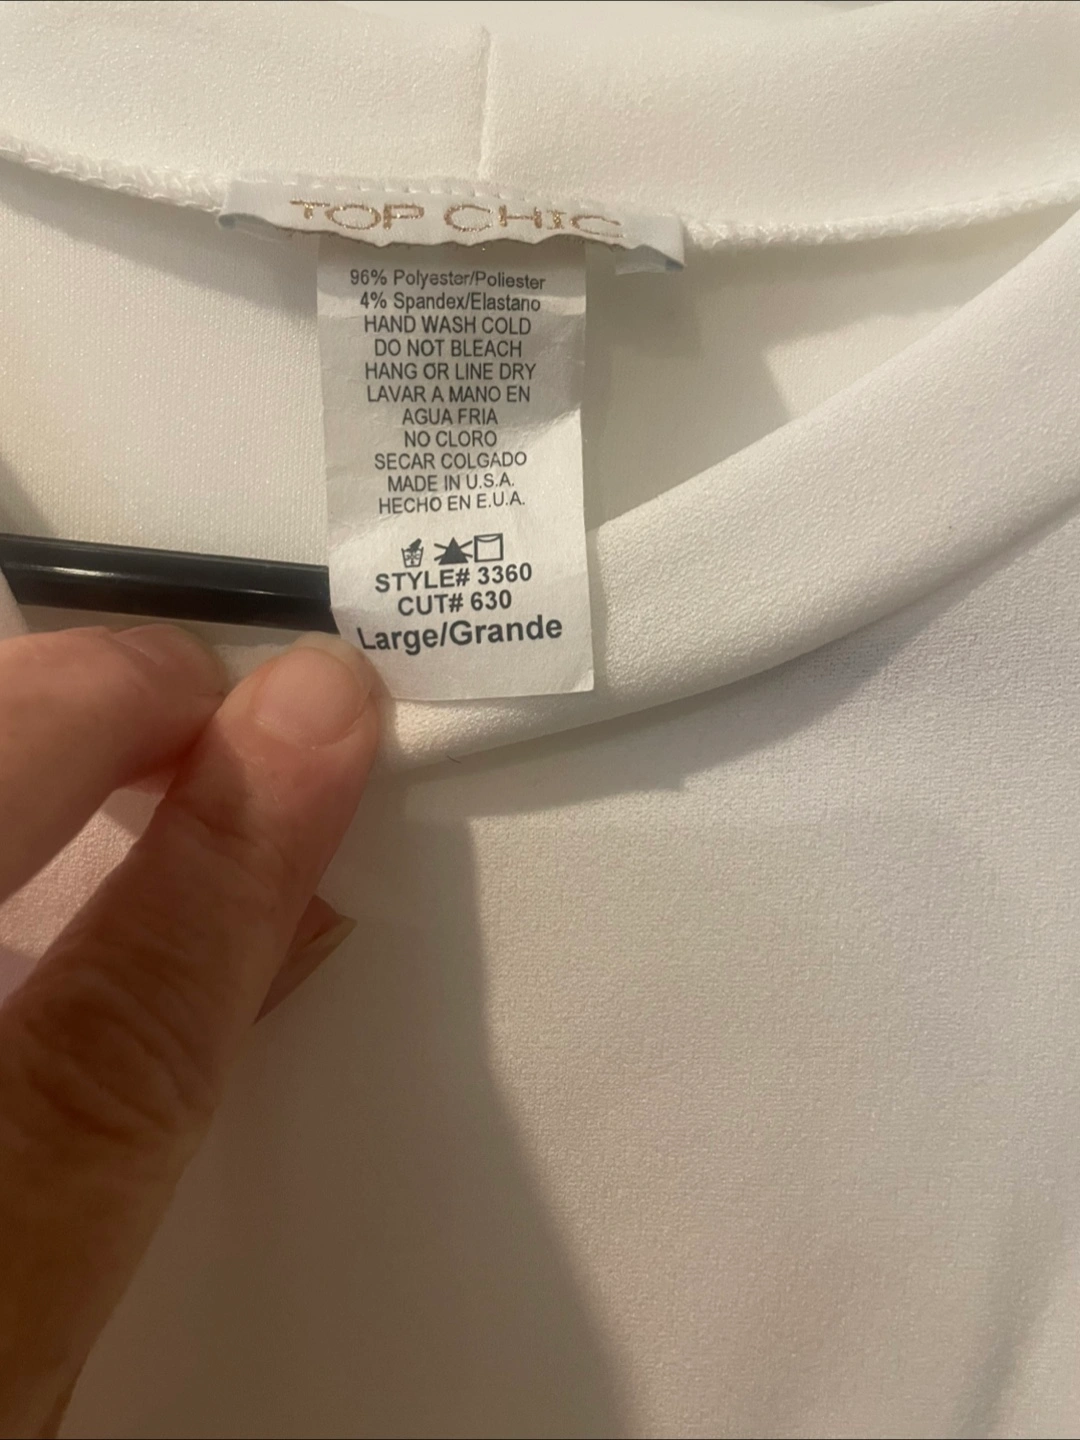 TOP CHIC
96% Polyester/Poliester
4% Spandex/Elastano
HAND WASH COLD
DO NOT BLEACH
HANG OR LINE DRY
LAVAR A MANO EN
AGUA FRIA
NO CLORO
SECAR COLGADO
MADE IN U.S.A.
HECHO EN E.U.A.
STYLE# 3360
CUT# 630
Large/Grande